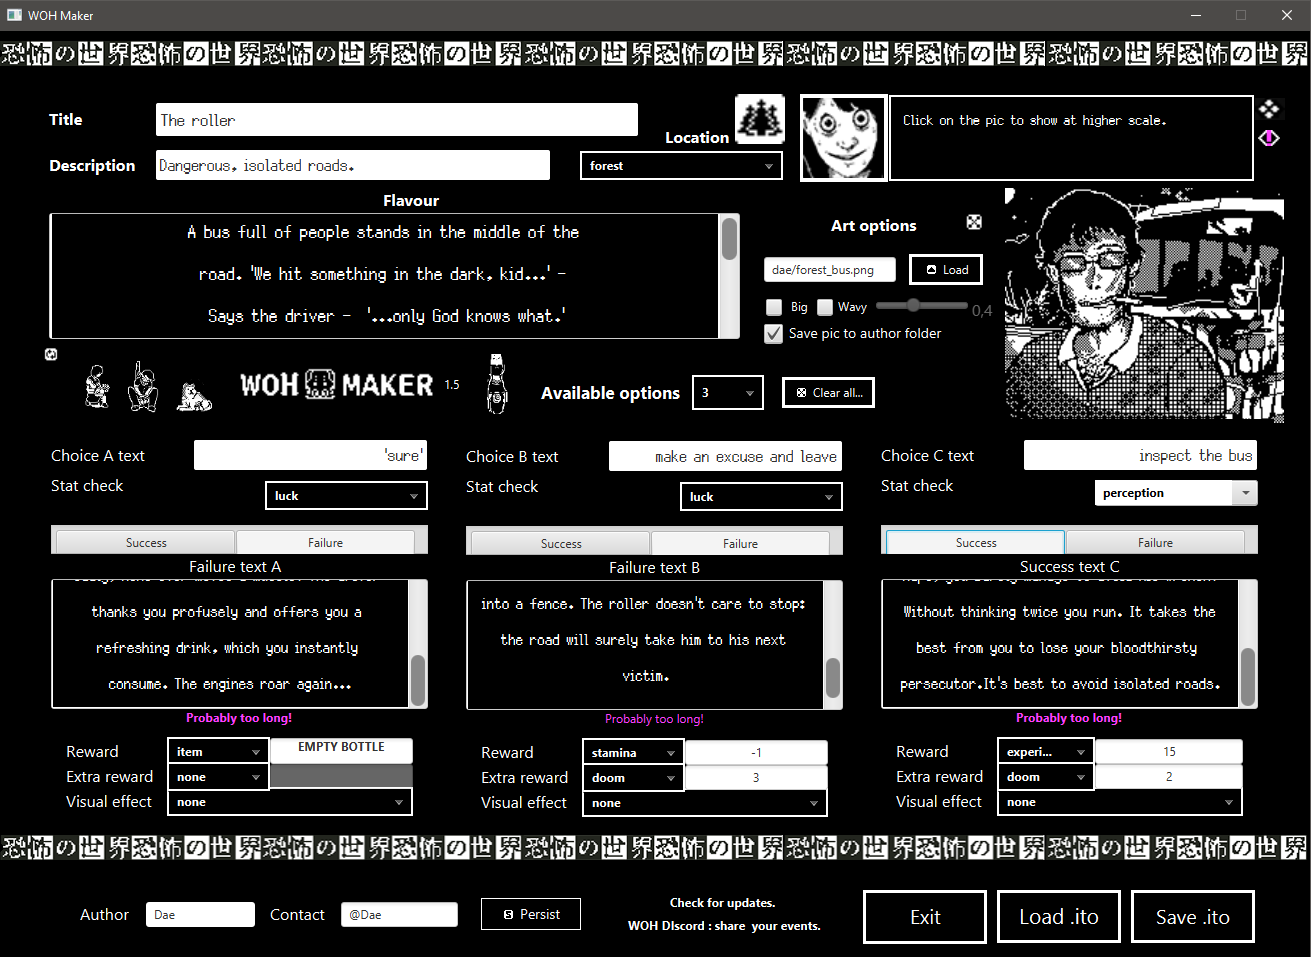 WOH Maker
恐怖の世界恐怖の世界恐怖の世界恐怖の世界恐怖の世界恐怖の世界恐怖の世界恐怖の世界恐怖の世界恐怖の世界
Title
The roller
Location
Click on the pic to show at higher scale.
Description
Dangerous, isolated roads.
forest
Flavour
A bus full of people stands in the middle of the
road. 'We hit something in the dark, kid...' -
Says the driver - '...only God knows what.'
Art options
dae/forest_bus.png
Load
Big
Wavy
0,4
Save pic to author folder
WOH MAKER 1.5
Available options
3
Clear all...
Choice A text
'sure'
Stat check
luck
Success
Failure
Failure text A
thanks you profusely and offers you a
refreshing drink, which you instantly
consume. The engines roar again...
Probably too long!
Reward
item
EMPTY BOTTLE
Extra reward
none
Visual effect
none
Choice B text
make an excuse and leave
Stat check
luck
Success
Failure
Failure text B
into a fence. The roller doesn't care to stop:
the road will surely take him to his next
victim.
Probably too long!
Reward
stamina
-1
Extra reward
doom
3
Visual effect
none
Choice C text
inspect the bus
Stat check
perception
Success
Failure
Success text C
Without thinking twice you run. It takes the
best from you to lose your bloodthirsty
persecutor.It's best to avoid isolated roads.
Probably too long!
Reward
experi...
15
Extra reward
doom
2
Visual effect
none
恐怖の世界恐怖の世界恐怖の世界恐怖の世界恐怖の世界恐怖の世界恐怖の世界恐怖の世界恐怖の世界恐怖の世界
Author
Dae
Contact
@Dae
Persist
Check for updates.
WOH DIscord : share your events.
Exit
Load .ito
Save .ito